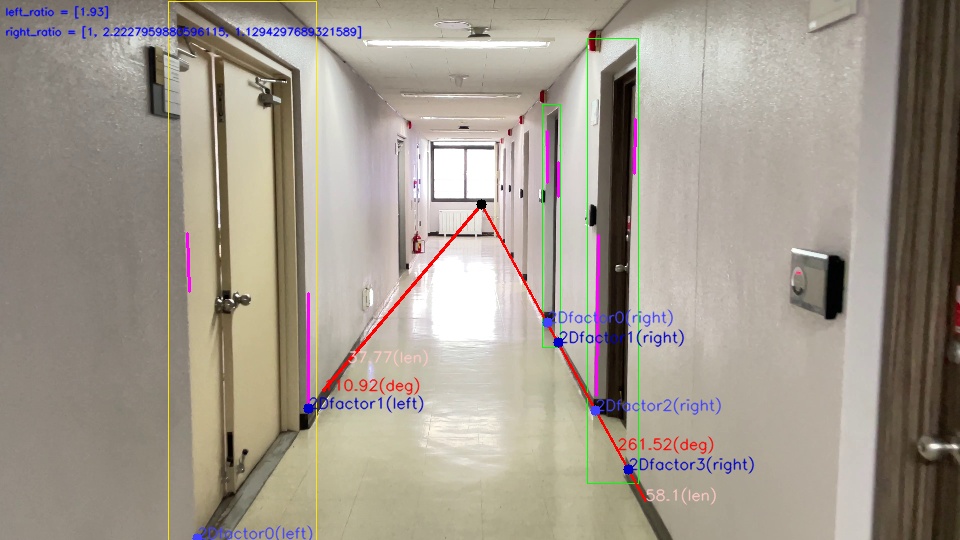 left_ratio = [1.93]
right_ratio = [1, 2.2227959880596115, 1.1294297689321589]
2Dfactor0(right)
2Dfactor1(right)
37.77(len)
110.92(deg)
2Dfactor1(left)
2Dfactor2(right)
261.52(deg)
2Dfactor3(right)
58.1(len)
2Dfactor0(left)